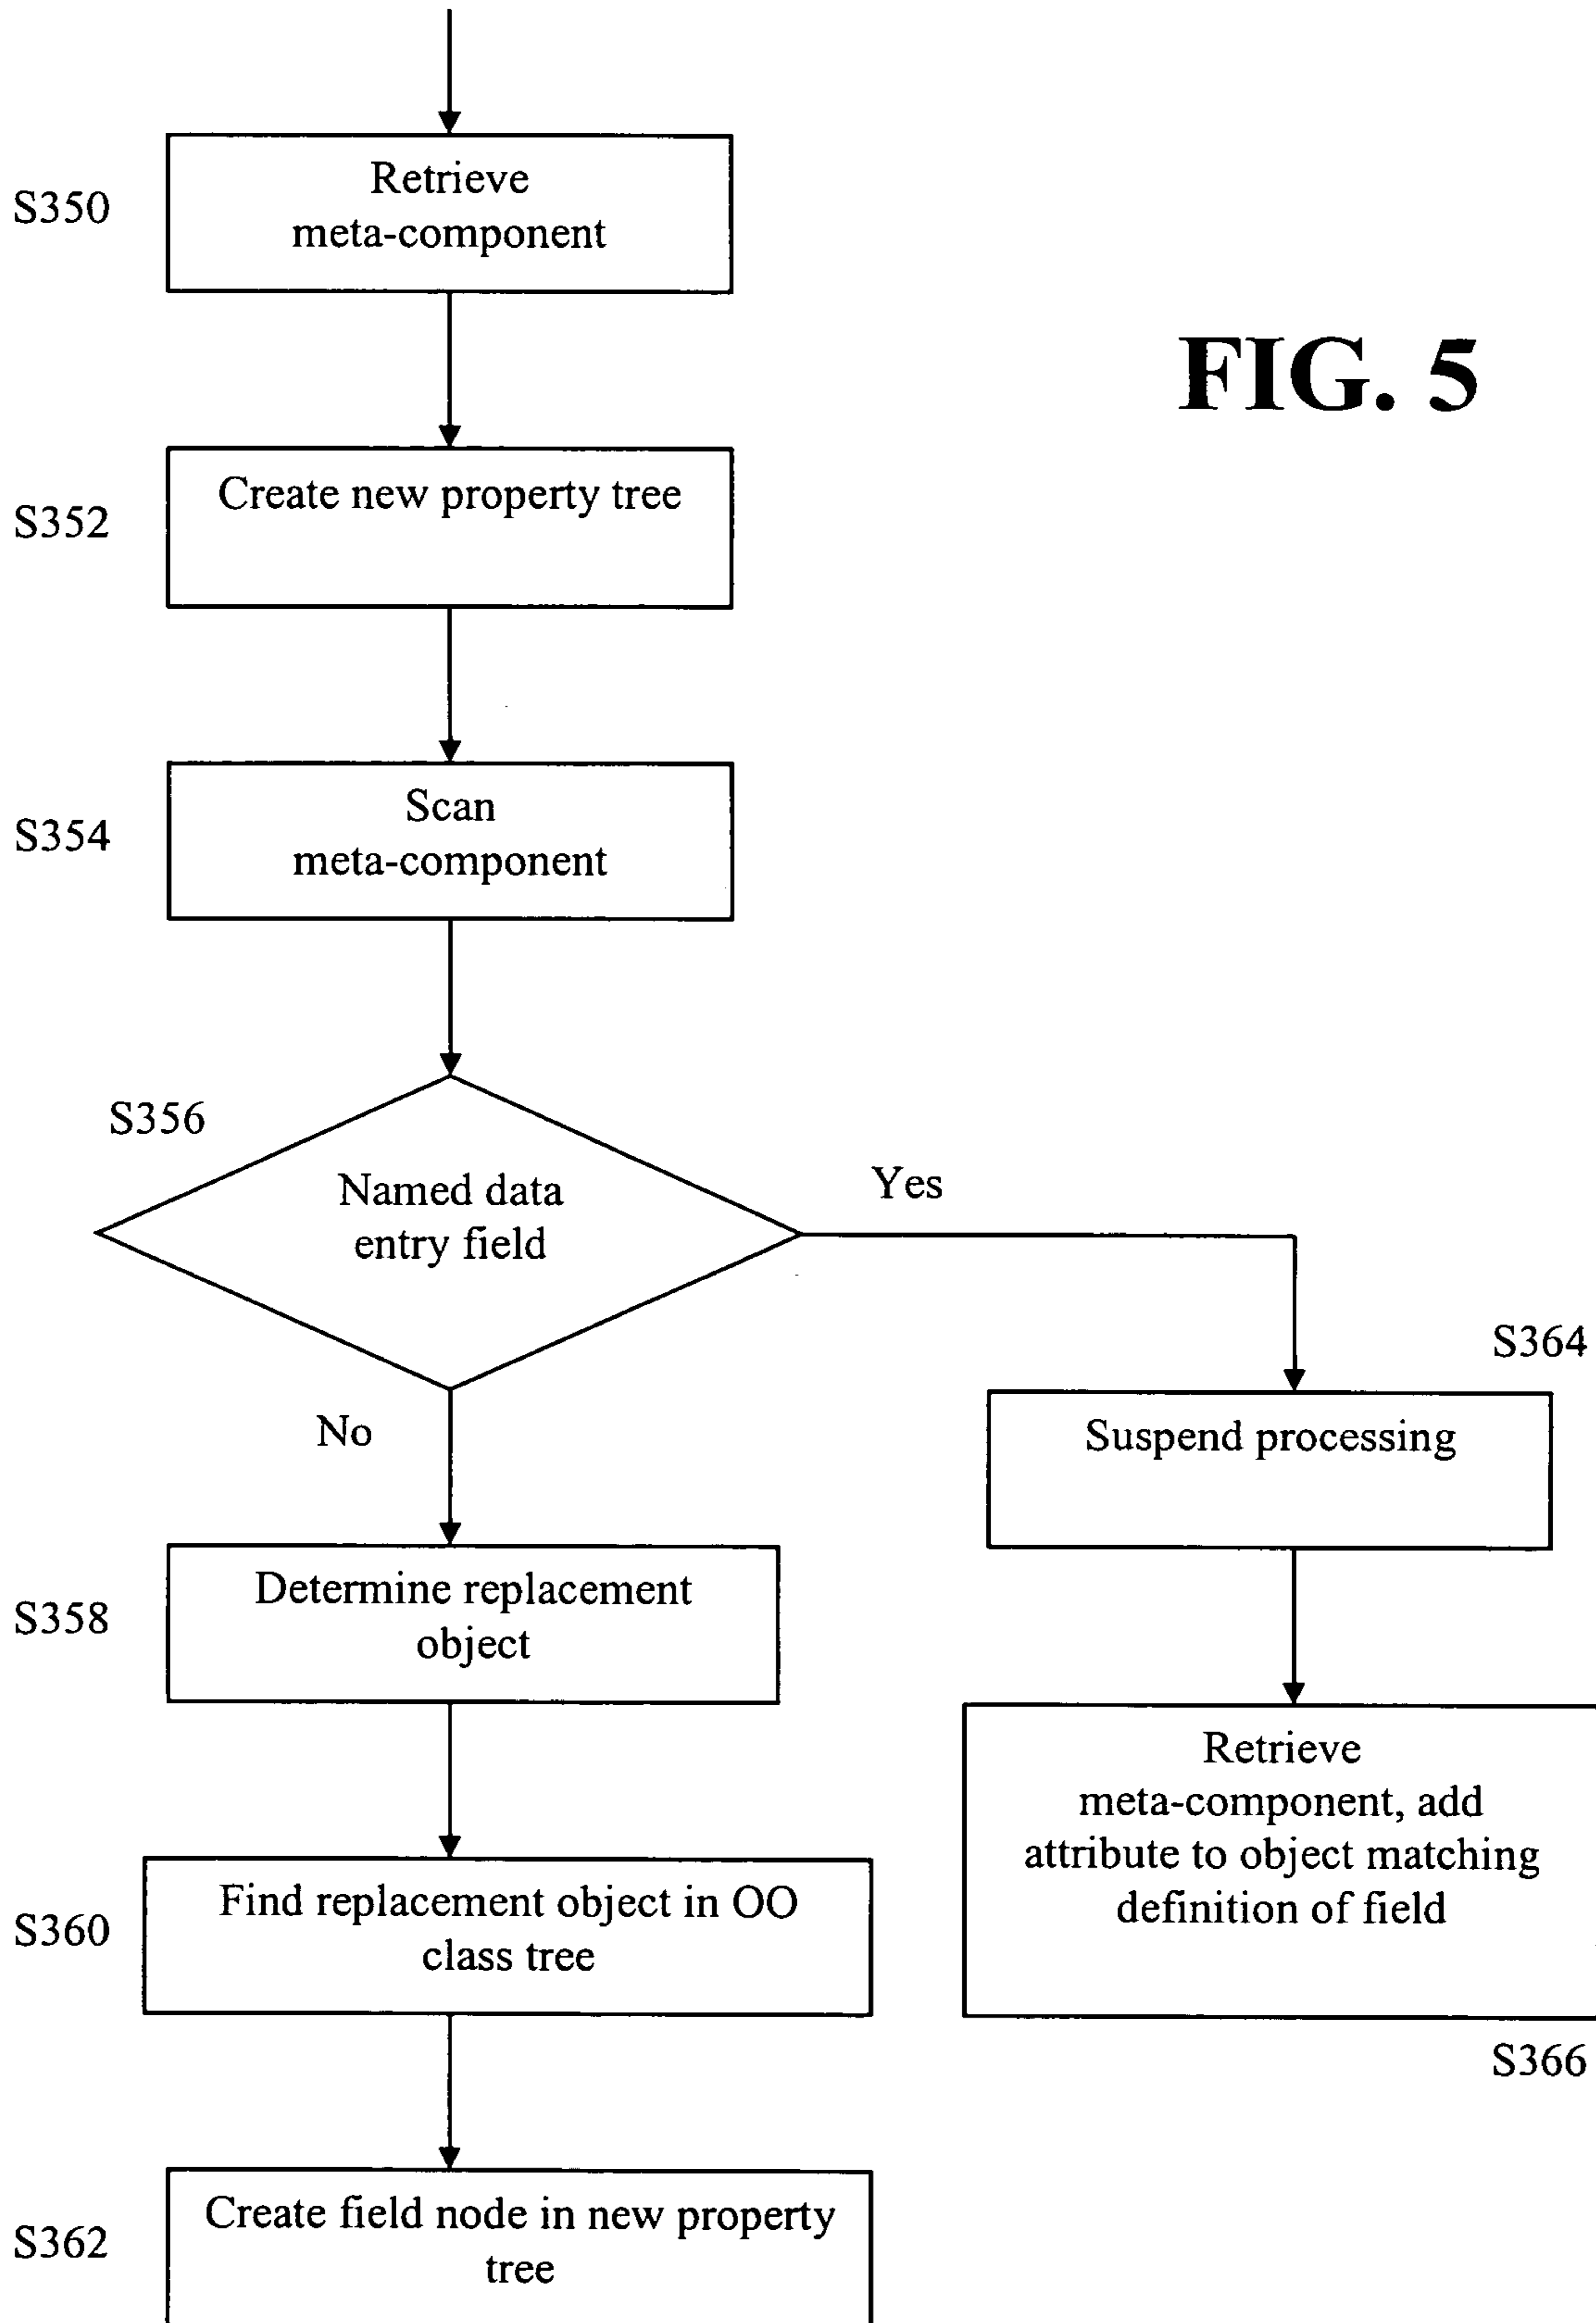 S350
Retrieve
meta-component
FIG. 5
S352
Create new property tree
S354
Scan
meta-component
S356
Named data
entry field
Yes
No
S364
Suspend processing
S358
Determine replacement
object
Retrieve
meta-component, add
attribute to object matching
definition of field
S360
Find replacement object in OO
class tree
S366
S362
Create field node in new property
tree